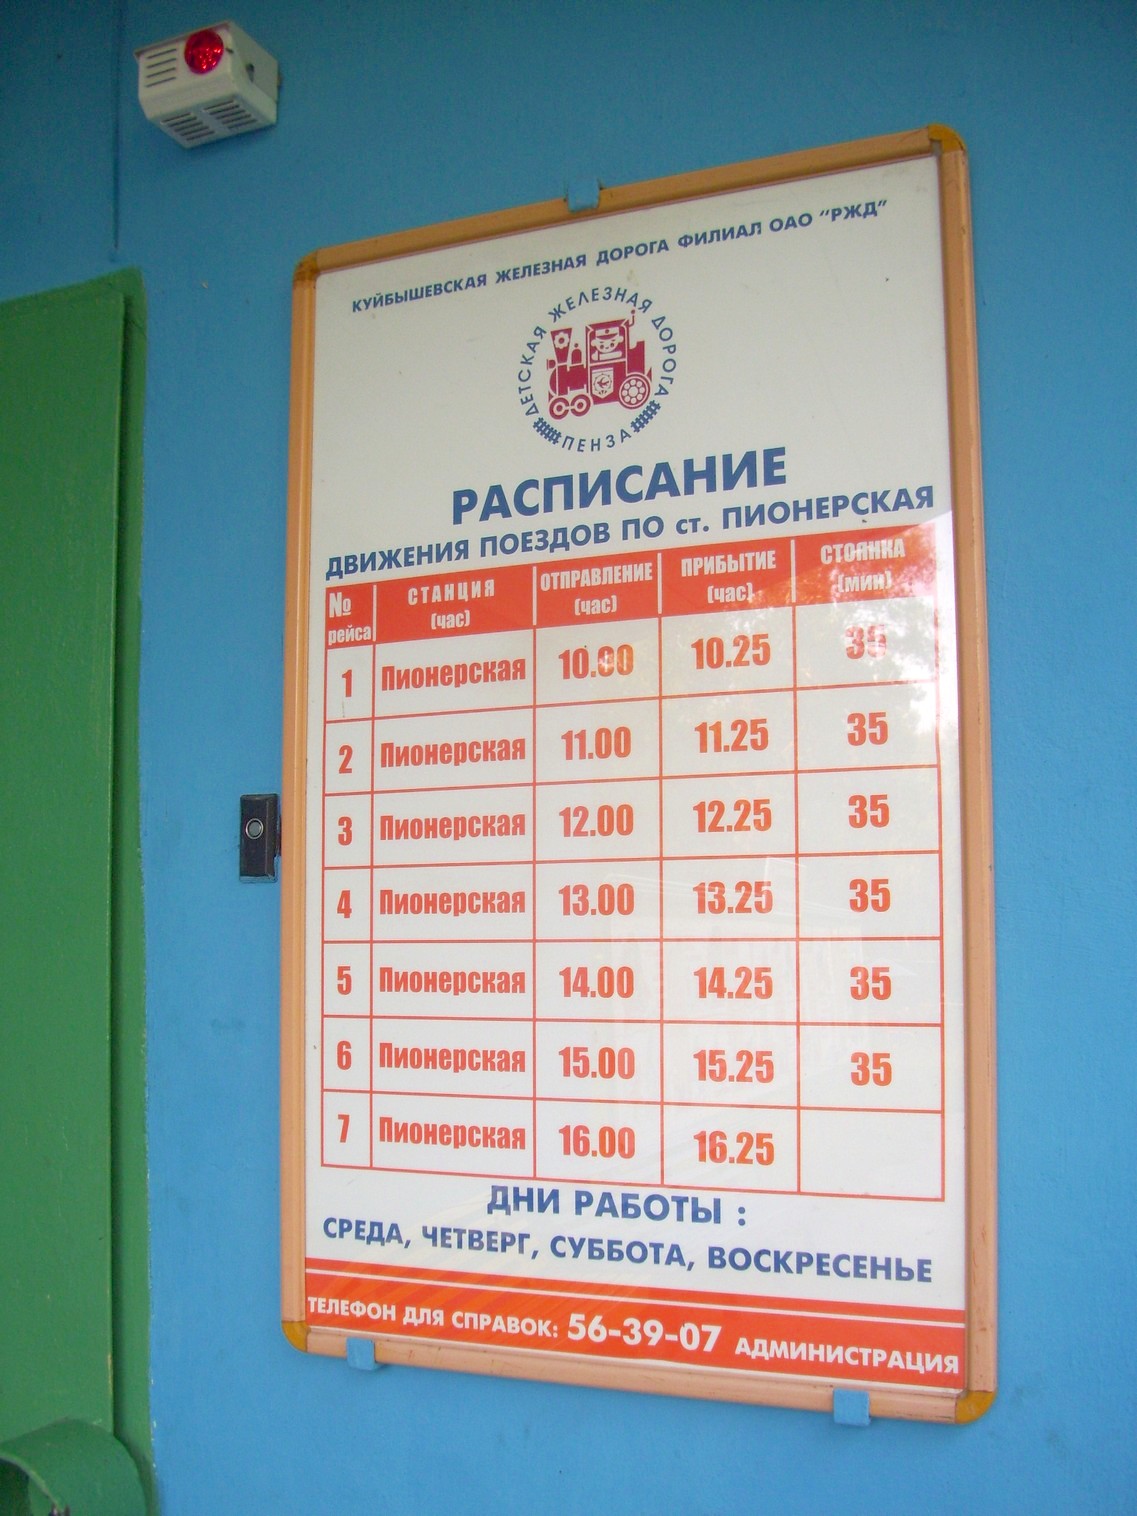 КУЙБЫШЕВСКАЯ ЖЕЛЕЗНАЯ ДОРОГА ФИЛИАЛ ОАО "РЖД"
ДЕТСКАЯ ЖЕЛЕЗНАЯ ДОРОГА
ПЕНЗА
РАСПИСАНИЕ
ДВИЖЕНИЯ ПОЕЗДОВ ПО ст. ПИОНЕРСКАЯ
№ рейса СТАНЦИЯ (час) ОТПРАВЛЕНИЕ (час) ПРИБЫТИЕ (час) СТОЯНКА (мин)
1 Пионерская 10.00 10.25 35
2 Пионерская 11.00 11.25 35
3 Пионерская 12.00 12.25 35
4 Пионерская 13.00 13.25 35
5 Пионерская 14.00 14.25 35
6 Пионерская 15.00 15.25 35
7 Пионерская 16.00 16.25
ДНИ РАБОТЫ :
СРЕДА, ЧЕТВЕРГ, СУББОТА, ВОСКРЕСЕНЬЕ
ТЕЛЕФОН ДЛЯ СПРАВОК: 56-39-07 АДМИНИСТРАЦИЯ